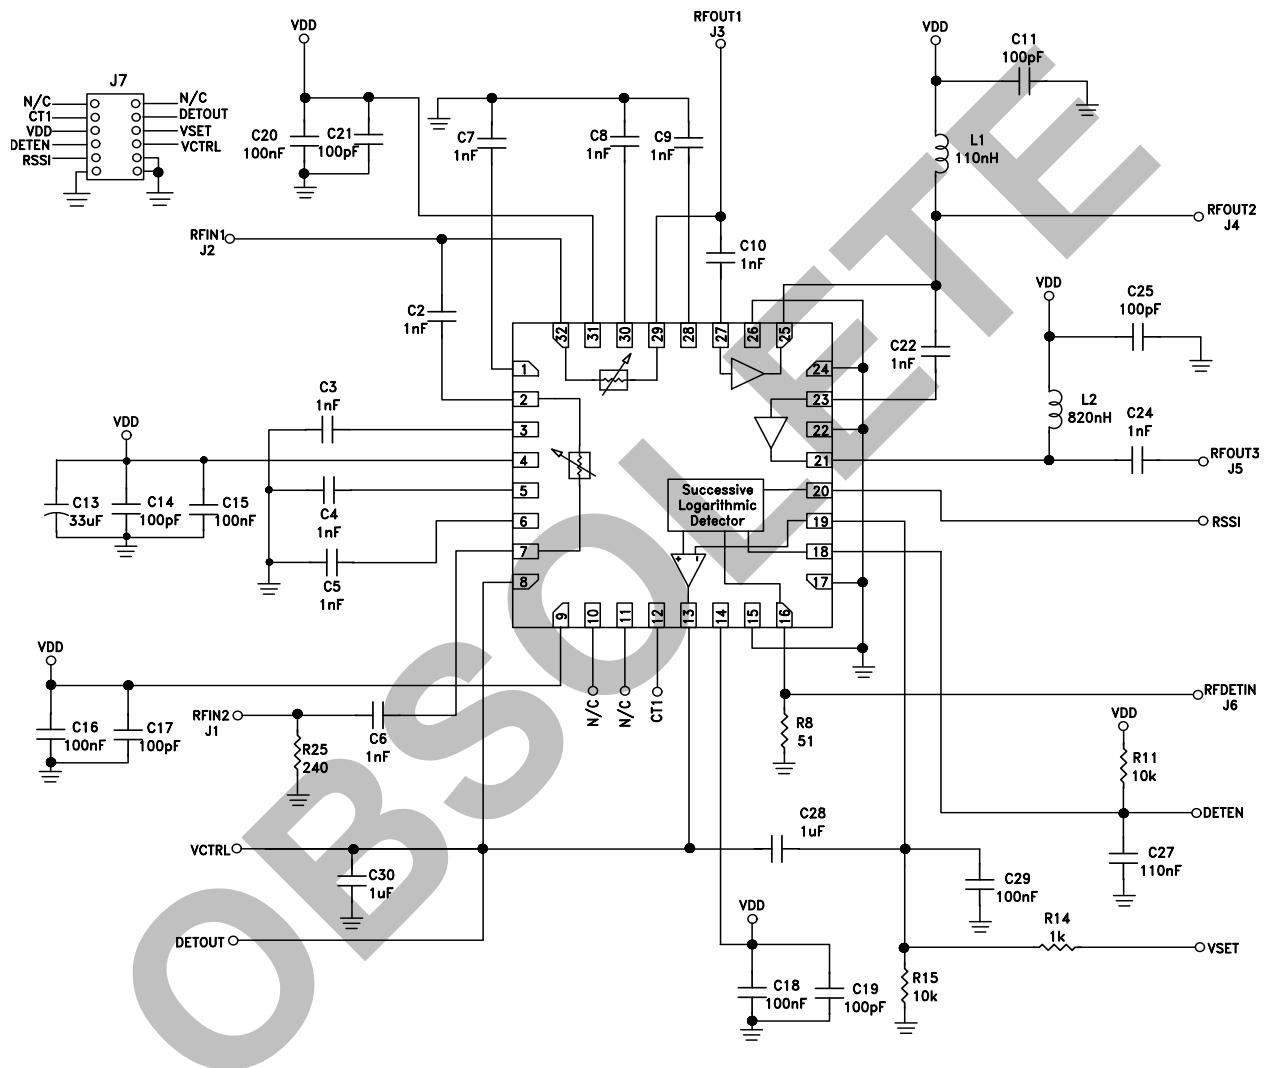 VDD
RFOUT1
J3
VDD
C11
100pF
J7
N/C
CT1
VDD
DETEN
RSSI
N/C
DETOUT
VSET
VCTRL
C20
100nF
C21
100pF
C7
1nF
C8
1nF
C9
1nF
L1
110nH
RFIN1
J2
C10
1nF
RFOUT2
J4
C2
1nF
VDD
C25
100pF
C22
1nF
32
31
30
29
28
27
26
25
1
2
3
4
5
6
7
8
24
23
22
21
20
19
18
17
9
10
11
12
13
14
15
16
Successive
Logarithmic
Detector
+
-
C3
1nF
C4
1nF
C5
1nF
VDD
C13
33uF
C14
100pF
C15
100nF
L2
820nH
C24
1nF
RFOUT3
J5
RSSI
VDD
C16
100nF
C17
100pF
RFIN2
J1
R25
240
C6
1nF
N/C
N/C
CT1
R8
51
RFDETIN
J6
VDD
R11
10k
DETEN
C27
110nF
VCTRL
C30
1uF
C28
1uF
C29
100nF
DETOUT
VDD
C18
100nF
C19
100pF
R14
1k
VSET
R15
10k
OBSOLETE